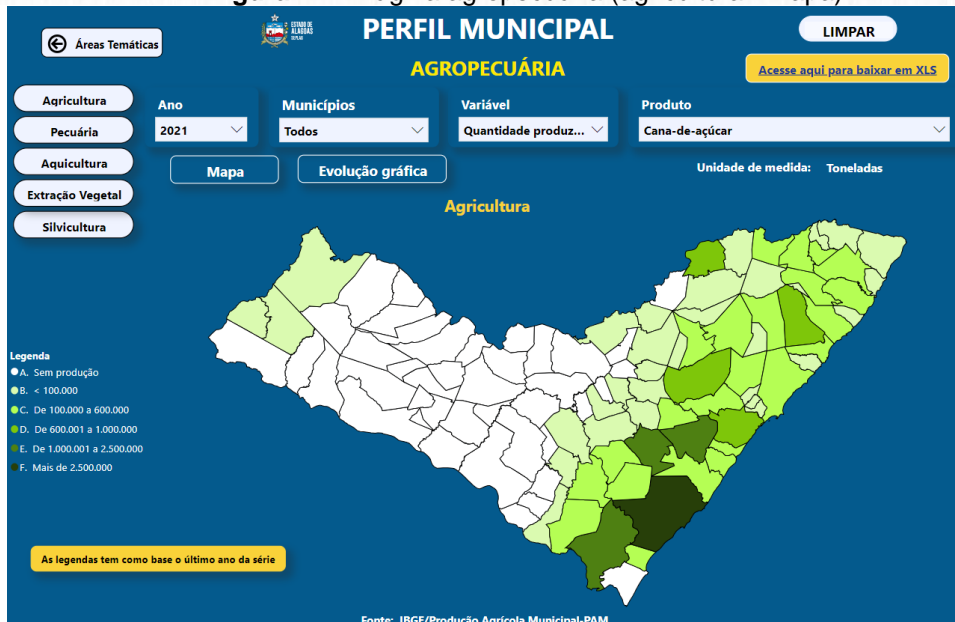 ESTADO DE
ALAGOAS
PERFIL MUNICIPAL
LIMPAR
Áreas Temáticas
AGROPECUÁRIA
Acesse aqui para baixar em XLS
Agricultura
Pecuária
Aquicultura
Extração Vegetal
Silvicultura
Ano
2021
Municípios
Todos
Variável
Quantidade produz...
Produto
Cana-de-açúcar
Mapa
Evolução gráfica
Unidade de medida: Toneladas
Agricultura
Legenda
A. Sem produção
B. < 100.000
C. De 100.000 a 600.000
D. De 600.001 a 1.000.000
E. De 1.000.001 a 2.500.000
F. Mais de 2.500.000
As legendas tem como base o último ano da série
Fonte: IBGE/Produção Agrícola Municipal-PAM